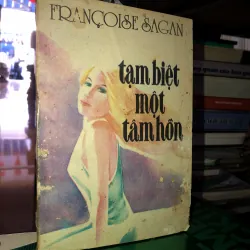 FRANÇOISE SAGAN
tạm biệt
một
tâm hồn